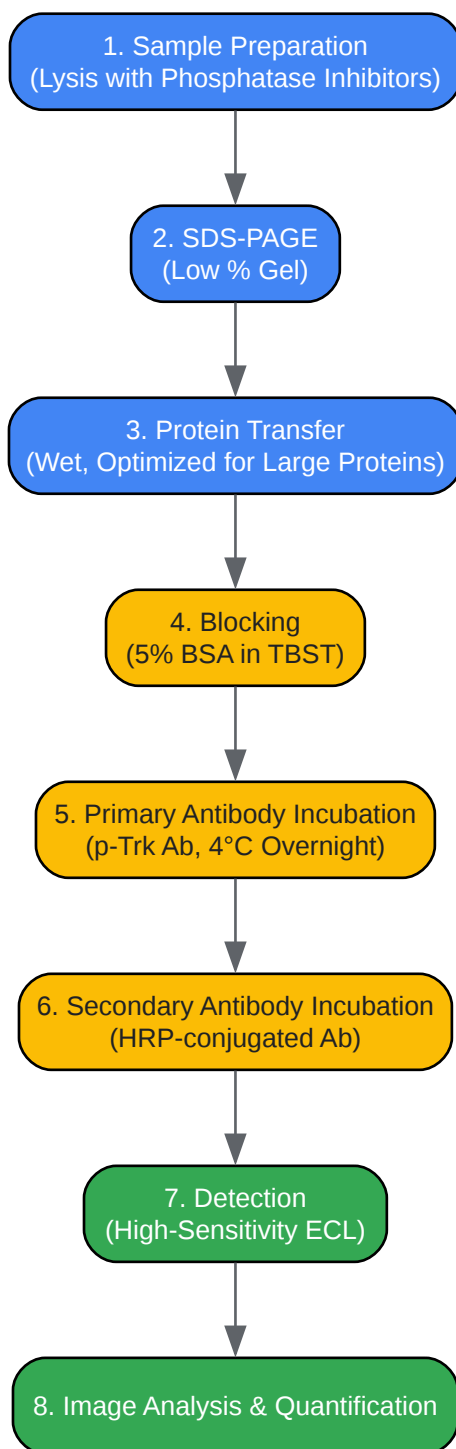 1. Sample Preparation
(Lysis with Phosphatase Inhibitors)
2. SDS-PAGE
(Low % Gel)
3. Protein Transfer
(Wet, Optimized for Large Proteins)
4. Blocking
(5% BSA in TBST)
5. Primary Antibody Incubation
(p-Trk Ab, 4°C Overnight)
6. Secondary Antibody Incubation
(HRP-conjugated Ab)
7. Detection
(High-Sensitivity ECL)
8. Image Analysis & Quantification